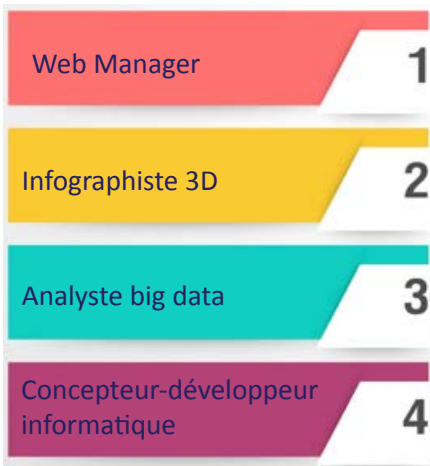 Web Manager 1
Infographiste 3D 2
Analyste big data 3
Concepteur-développeur
informatique 4